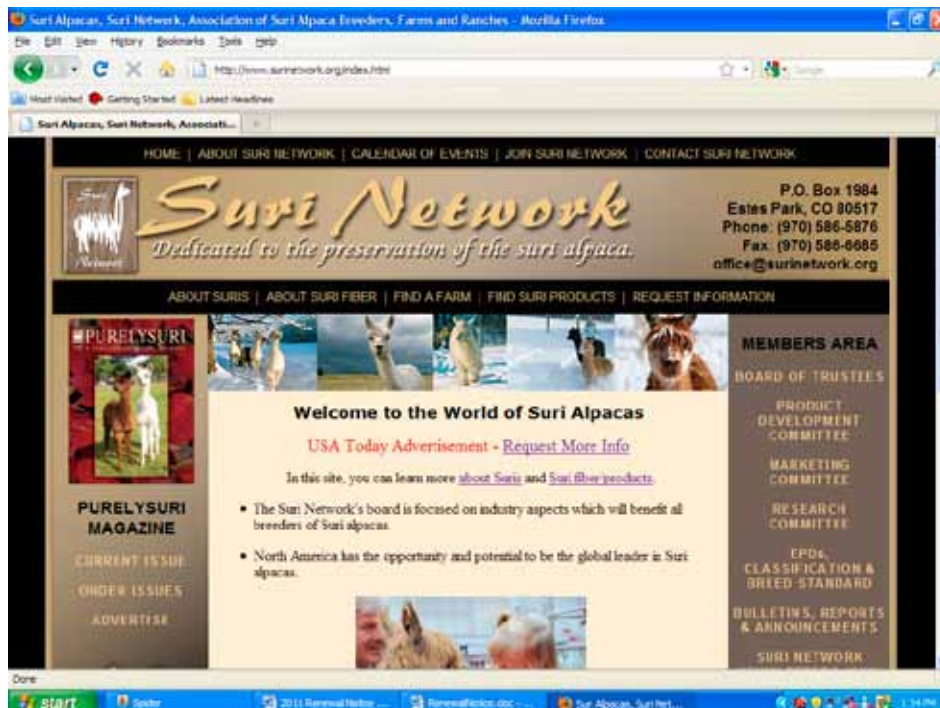 Suri Alpacas, Suri Network, Association of Suri Alpaca Breeders, Farms and Ranches - Mozilla Firefox
File Edit View History Bookmarks Tools Help
http://www.surinetwork.org/index.html
Google
Most Visited Getting Started Latest Headlines
Suri Alpacas, Suri Network, Associati...
HOME | ABOUT SURI NETWORK | CALENDAR OF EVENTS | JOIN SURI NETWORK | CONTACT SURI NETWORK
Suri
Network
Suri Network
Dedicated to the preservation of the suri alpaca.
P.O. Box 1984
Estes Park, CO 80517
Phone: (970) 586-5876
Fax: (970) 586-6685
office@surinetwork.org
ABOUT SURIS | ABOUT SURI FIBER | FIND A FARM | FIND SURI PRODUCTS | REQUEST INFORMATION
PURELYSURI
PURELYSURI
MAGAZINE
CURRENT ISSUE
ORDER ISSUES
ADVERTISE
Welcome to the World of Suri Alpacas
USA Today Advertisement - Request More Info
In this site, you can learn more about Suris and Suri fiber/products.
• The Suri Network's board is focused on industry aspects which will benefit all
breeders of Suri alpacas.
• North America has the opportunity and potential to be the global leader in Suri
alpacas.
MEMBERS AREA
BOARD OF TRUSTEES
PRODUCT
DEVELOPMENT
COMMITTEE
MARKETING
COMMITTEE
RESEARCH
COMMITTEE
EPDs,
CLASSIFICATION &
BREED STANDARD
BULLETINS, REPORTS
& ANNOUNCEMENTS
SURI NETWORK
Done
start Spider 2011 Renewal Notice ... RenewalNotice.doc - ... Suri Alpacas, Suri Net... 1:34 PM